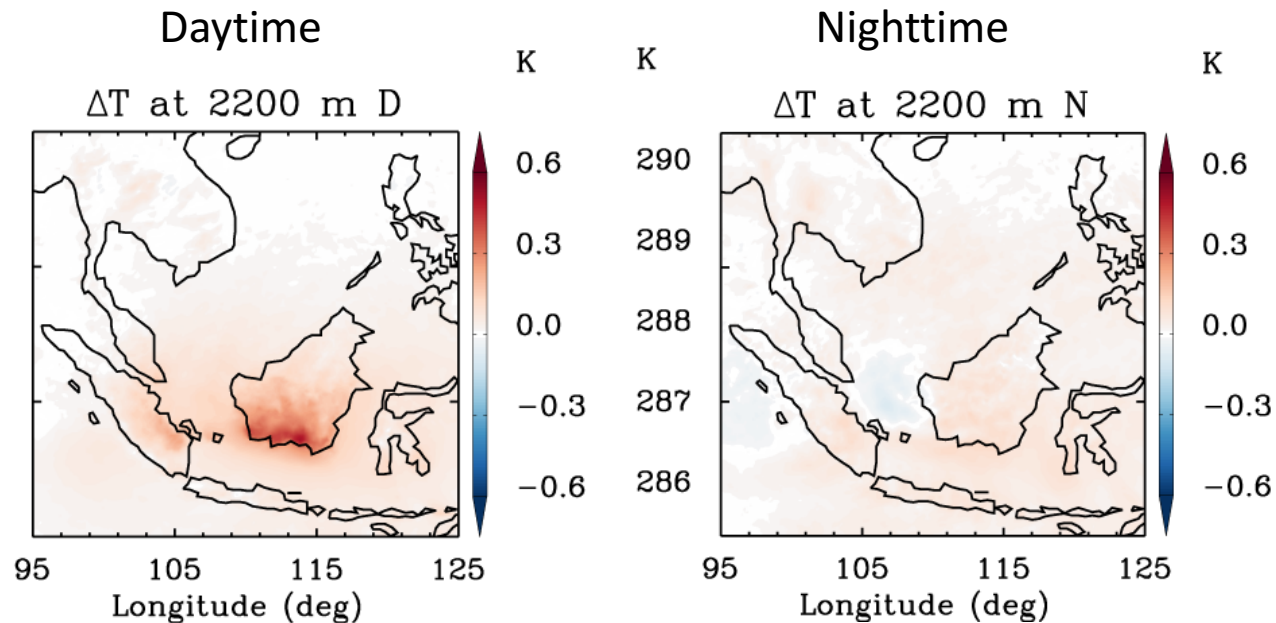 Daytime
K
ΔT at 2200 m D
0.6
0.3
0.0
−0.3
−0.6
95 105 115 125
Longitude (deg)
Nighttime
K
K
ΔT at 2200 m N
290
289
288
287
286
0.6
0.3
0.0
−0.3
−0.6
95 105 115 125
Longitude (deg)